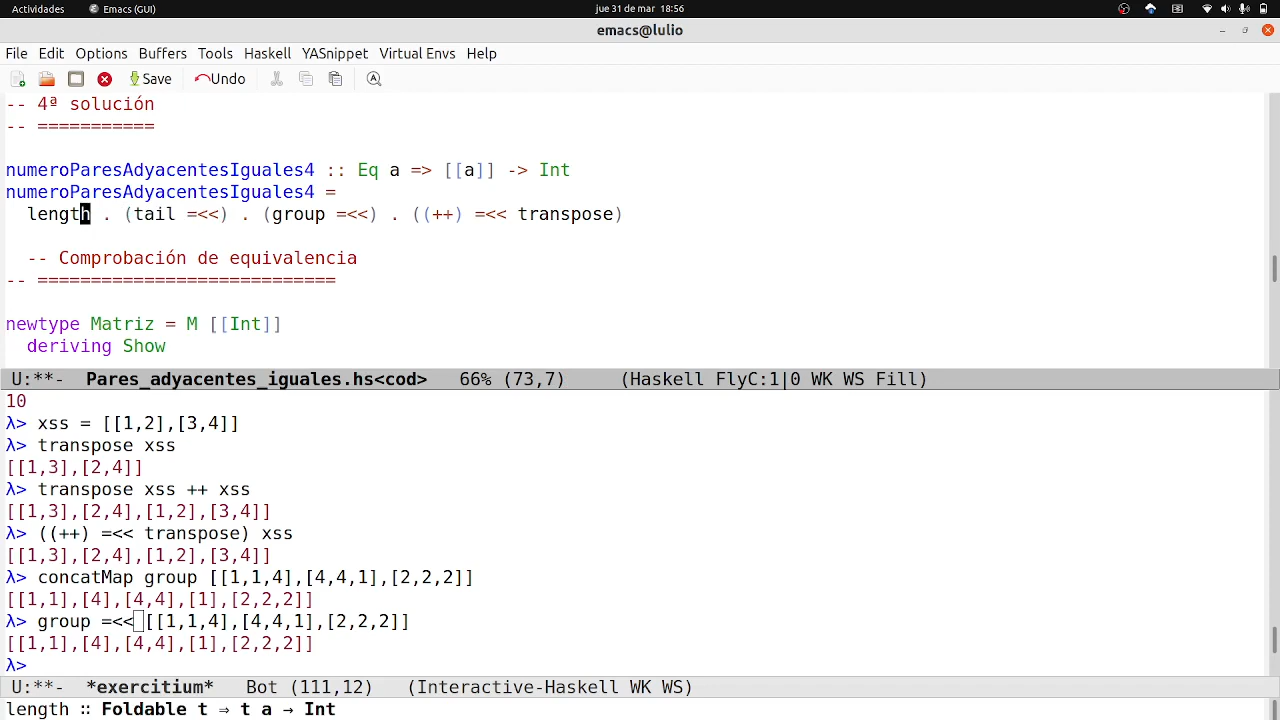 Actividades Emacs (GUI) jue 31 de mar 18:56
emacs@lulio
File Edit Options Buffers Tools Haskell YASnippet Virtual Envs Help
Save Undo
-- 4ª solución
-- ===========
numeroParesAdyacentesIguales4 :: Eq a => [[a]] -> Int
numeroParesAdyacentesIguales4 =
length . (tail =<<) . (group =<<) . ((++) =<< transpose)
-- Comprobación de equivalencia
-- ============================
newtype Matriz = M [[Int]]
deriving Show
U:**- Pares_adyacentes_iguales.hs<cod> 66% (73,7) (Haskell FlyC:1|0 WK WS Fill)
10
λ> xss = [[1,2],[3,4]]
λ> transpose xss
[[1,3],[2,4]]
λ> transpose xss ++ xss
[[1,3],[2,4],[1,2],[3,4]]
λ> ((++) =<< transpose) xss
[[1,3],[2,4],[1,2],[3,4]]
λ> concatMap group [[1,1,4],[4,4,1],[2,2,2]]
[[1,1],[4],[4,4],[1],[2,2,2]]
λ> group =<< [[1,1,4],[4,4,1],[2,2,2]]
[[1,1],[4],[4,4],[1],[2,2,2]]
λ>
U:**- *exercitium* Bot (111,12) (Interactive-Haskell WK WS)
length ∷ Foldable t ⇒ t a → Int